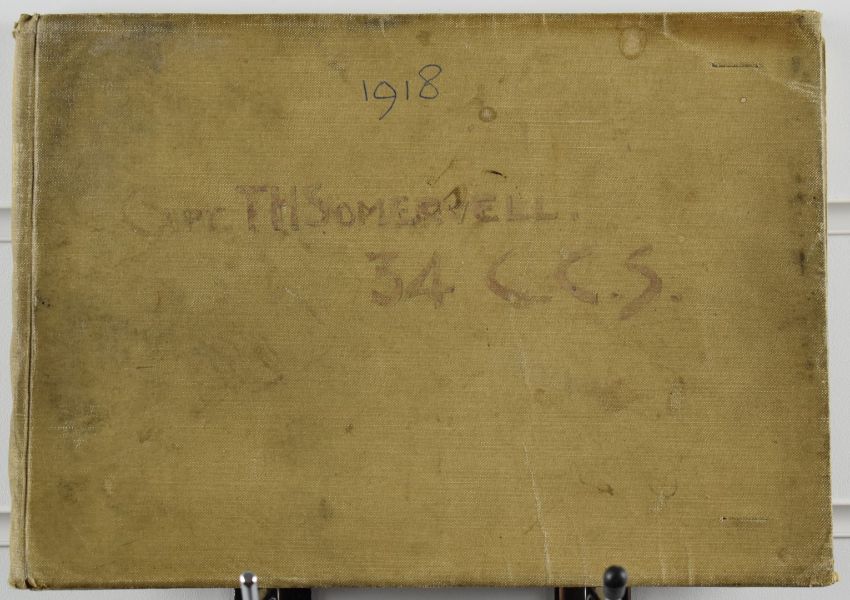 1918
CAPT. T H SOMERVELL.
34 C.C.S.